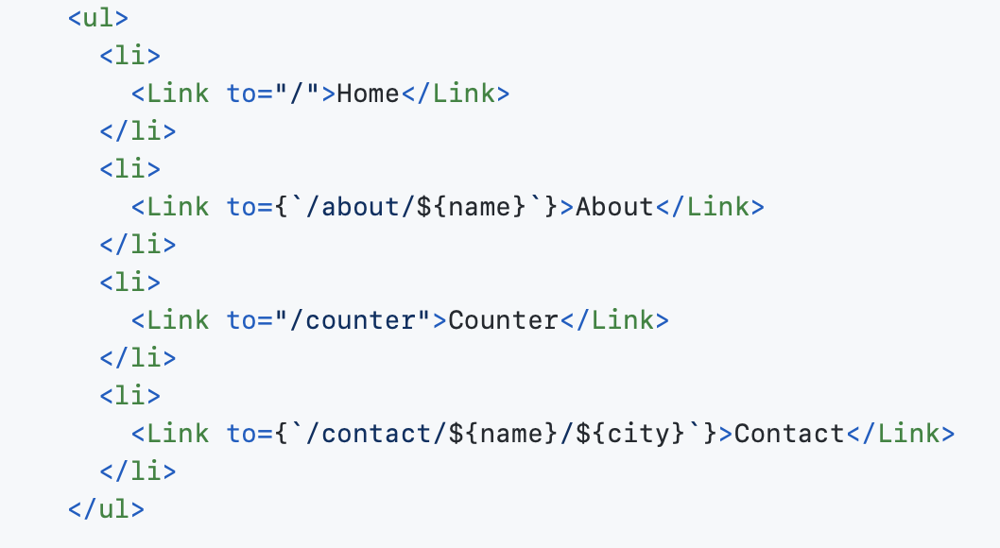 <ul>
  <li>
    <Link to="/">Home</Link>
  </li>
  <li>
    <Link to={`/about/${name}`}>About</Link>
  </li>
  <li>
    <Link to="/counter">Counter</Link>
  </li>
  <li>
    <Link to={`/contact/${name}/${city}`}>Contact</Link>
  </li>
</ul>